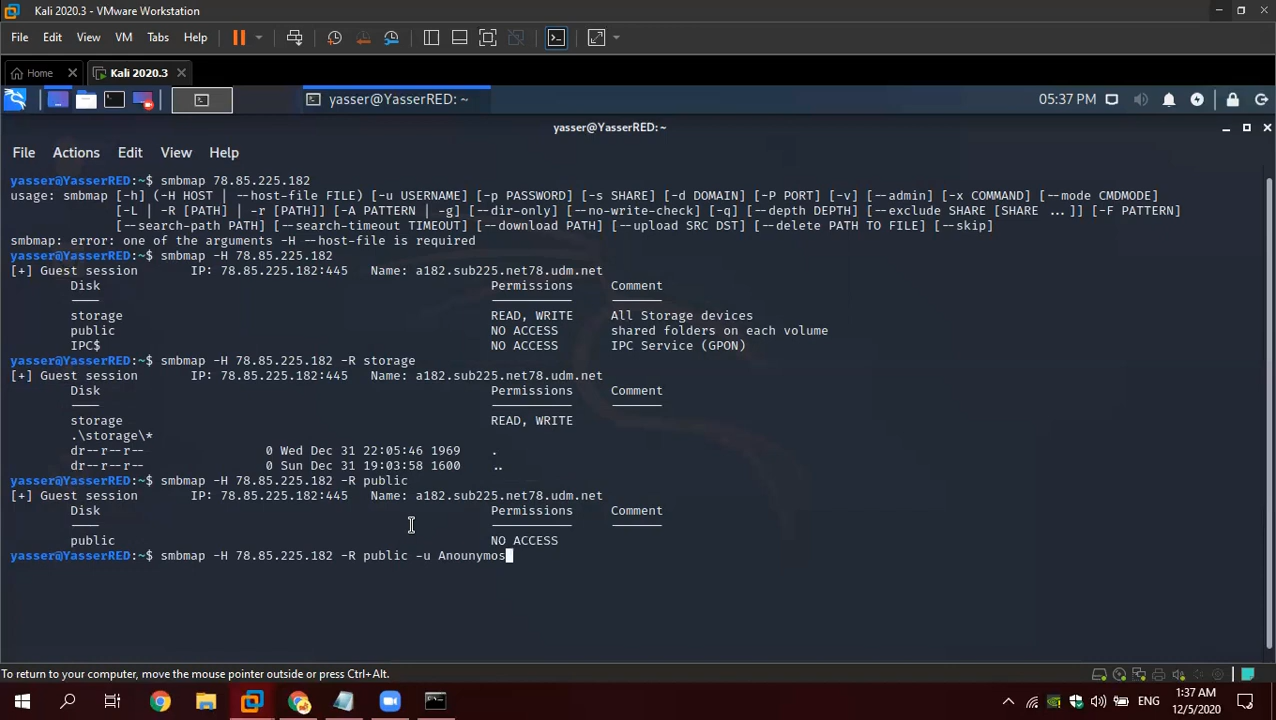 Kali 2020.3 - VMware Workstation
File Edit View VM Tabs Help
Home Kali 2020.3
yasser@YasserRED: ~ 05:37 PM
yasser@YasserRED:~
File Actions Edit View Help
yasser@YasserRED:~$ smbmap 78.85.225.182
usage: smbmap [-h] (-H HOST | --host-file FILE) [-u USERNAME] [-p PASSWORD] [-s SHARE] [-d DOMAIN] [-P PORT] [-v] [--admin] [-x COMMAND] [--mode CMDMODE]
[-L | -R [PATH] | -r [PATH]] [-A PATTERN | -g] [--dir-only] [--no-write-check] [-q] [--depth DEPTH] [--exclude SHARE [SHARE ...]] [-F PATTERN]
[--search-path PATH] [--search-timeout TIMEOUT] [--download PATH] [--upload SRC DST] [--delete PATH TO FILE] [--skip]
smbmap: error: one of the arguments -H --host-file is required
yasser@YasserRED:~$ smbmap -H 78.85.225.182
[+] Guest session IP: 78.85.225.182:445 Name: a182.sub225.net78.udm.net
Disk Permissions Comment
---- ----------- -------
storage READ, WRITE All Storage devices
public NO ACCESS shared folders on each volume
IPC$ NO ACCESS IPC Service (GPON)
yasser@YasserRED:~$ smbmap -H 78.85.225.182 -R storage
[+] Guest session IP: 78.85.225.182:445 Name: a182.sub225.net78.udm.net
Disk Permissions Comment
---- ----------- -------
storage READ, WRITE
.\storage\*
dr--r--r-- 0 Wed Dec 31 22:05:46 1969 .
dr--r--r-- 0 Sun Dec 31 19:03:58 1600 ..
yasser@YasserRED:~$ smbmap -H 78.85.225.182 -R public
[+] Guest session IP: 78.85.225.182:445 Name: a182.sub225.net78.udm.net
Disk Permissions Comment
---- ----------- -------
public NO ACCESS
yasser@YasserRED:~$ smbmap -H 78.85.225.182 -R public -u Anounymos
To return to your computer, move the mouse pointer outside or press Ctrl+Alt.
ENG 1:37 AM
12/5/2020